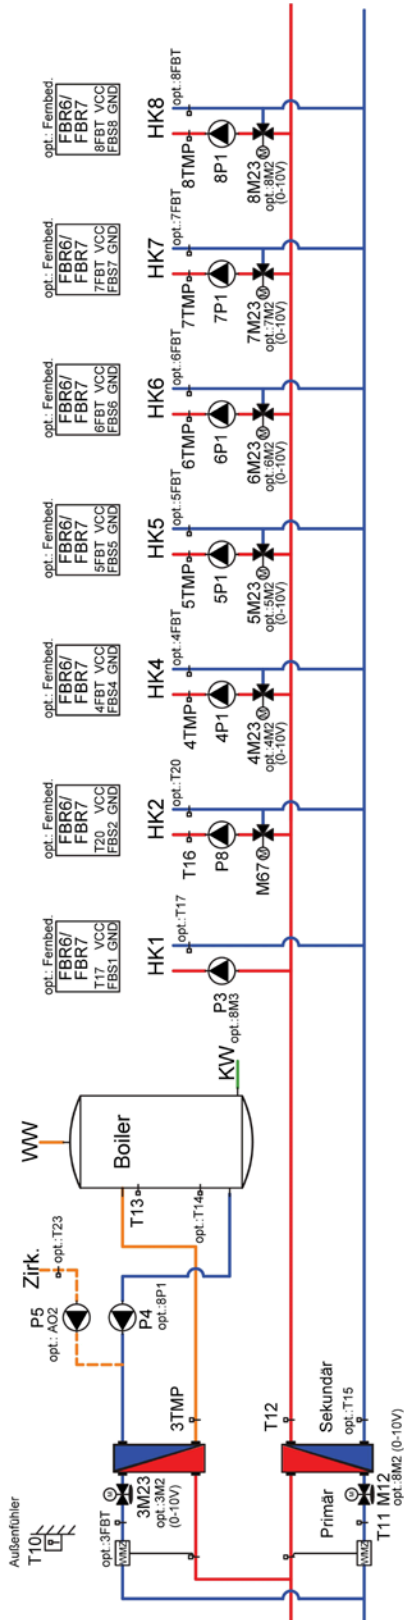 Außenfühler
T10
opt.:3FBT
WMZ
M
3M23
opt.:3M2
(0-10V)
3TMP
P5
opt.: AO2
Zirk.
opt.:T23
P4
opt.:8P1
WW
Boiler
T13
opt.:T14
KW
Primär
Sekundär
T12
opt.:T15
WMZ
M
T11 M12
opt.:8M2 (0-10V)
opt.: Fernbed.
FBR6/
FBR7
T17 VCC
FBS1 GND
HK1
opt.:T17
P3
opt.:8M3
opt.: Fernbed.
FBR6/
FBR7
T20 VCC
FBS2 GND
HK2
opt.:T20
T16
P8
M67 M
opt.: Fernbed.
FBR6/
FBR7
4FBT VCC
FBS4 GND
HK4
opt.:4FBT
4TMP
4P1
4M23 M
opt.:4M2
(0-10V)
opt.: Fernbed.
FBR6/
FBR7
5FBT VCC
FBS5 GND
HK5
opt.:5FBT
5TMP
5P1
5M23 M
opt.:5M2
(0-10V)
opt.: Fernbed.
FBR6/
FBR7
6FBT VCC
FBS6 GND
HK6
opt.:6FBT
6TMP
6P1
6M23 M
opt.:6M2
(0-10V)
opt.: Fernbed.
FBR6/
FBR7
7FBT VCC
FBS7 GND
HK7
opt.:7FBT
7TMP
7P1
7M23 M
opt.:7M2
(0-10V)
opt.: Fernbed.
FBR6/
FBR7
8FBT VCC
FBS8 GND
HK8
opt.:8FBT
8TMP
8P1
8M23 M
opt.:8M2
(0-10V)